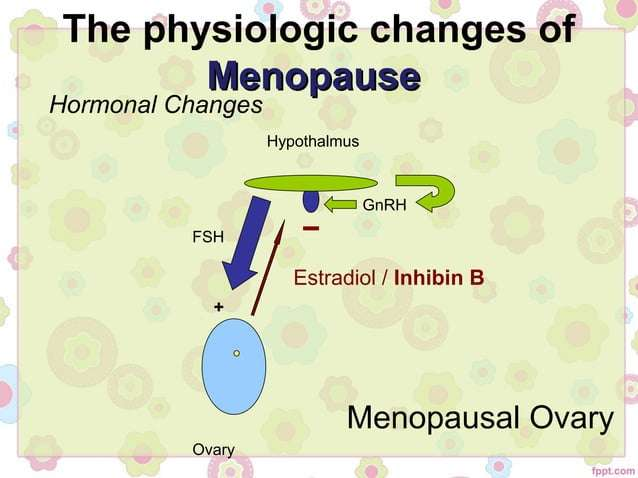 The physiologic changes of
Menopause
Hormonal Changes
Hypothalmus
GnRH
FSH
–
Estradiol / Inhibin B
+
Menopausal Ovary
Ovary
fppt.com